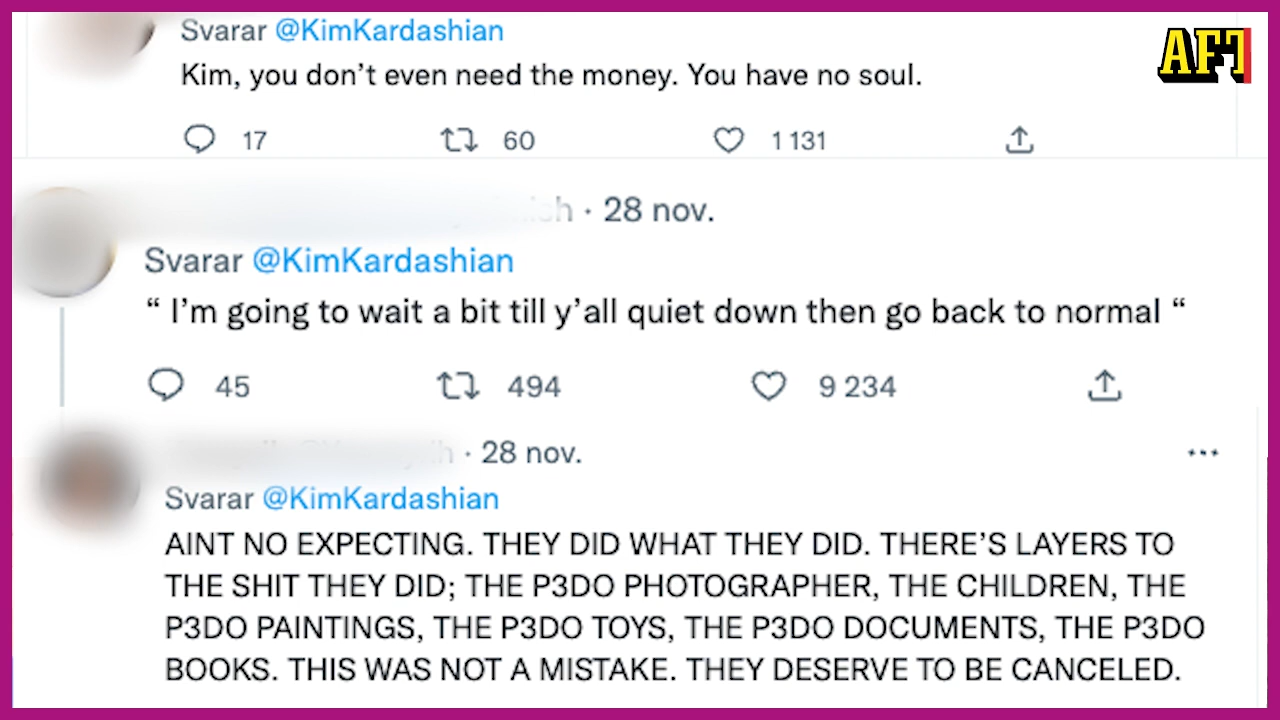 AFT
Svarar @KimKardashian
Kim, you don’t even need the money. You have no soul.
17 60 1 131
· 28 nov.
Svarar @KimKardashian
“ I’m going to wait a bit till y’all quiet down then go back to normal “
45 494 9 234
· 28 nov.
Svarar @KimKardashian
AINT NO EXPECTING. THEY DID WHAT THEY DID. THERE’S LAYERS TO
THE SHIT THEY DID; THE P3DO PHOTOGRAPHER, THE CHILDREN, THE
P3DO PAINTINGS, THE P3DO TOYS, THE P3DO DOCUMENTS, THE P3DO
BOOKS. THIS WAS NOT A MISTAKE. THEY DESERVE TO BE CANCELED.